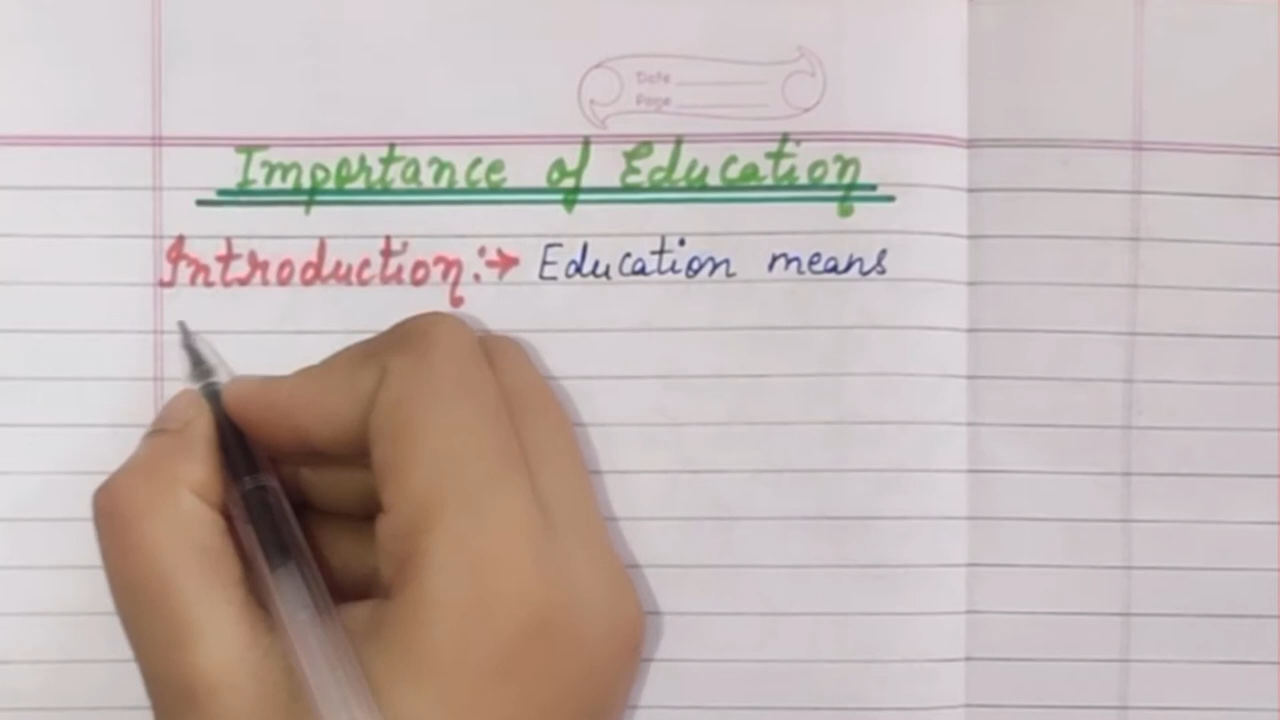 Date
Page
Importance of Education
Introduction:→ Education means